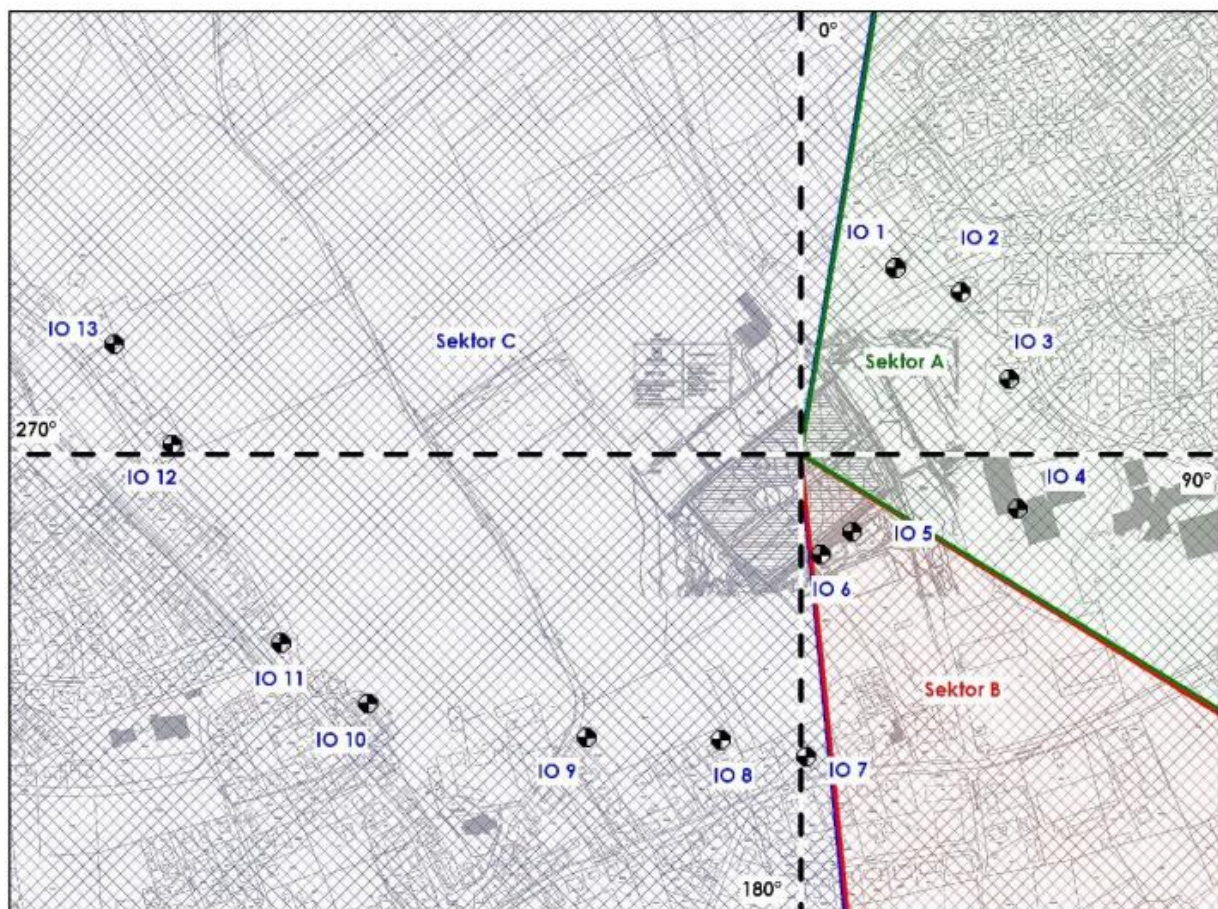 0°
IO 1
IO 2
IO 13
Sektor C
IO 3
Sektor A
270°
IO 12
IO 4
90°
IO 5
IO 6
IO 11
Sektor B
IO 10
IO 9
IO 8
IO 7
180°